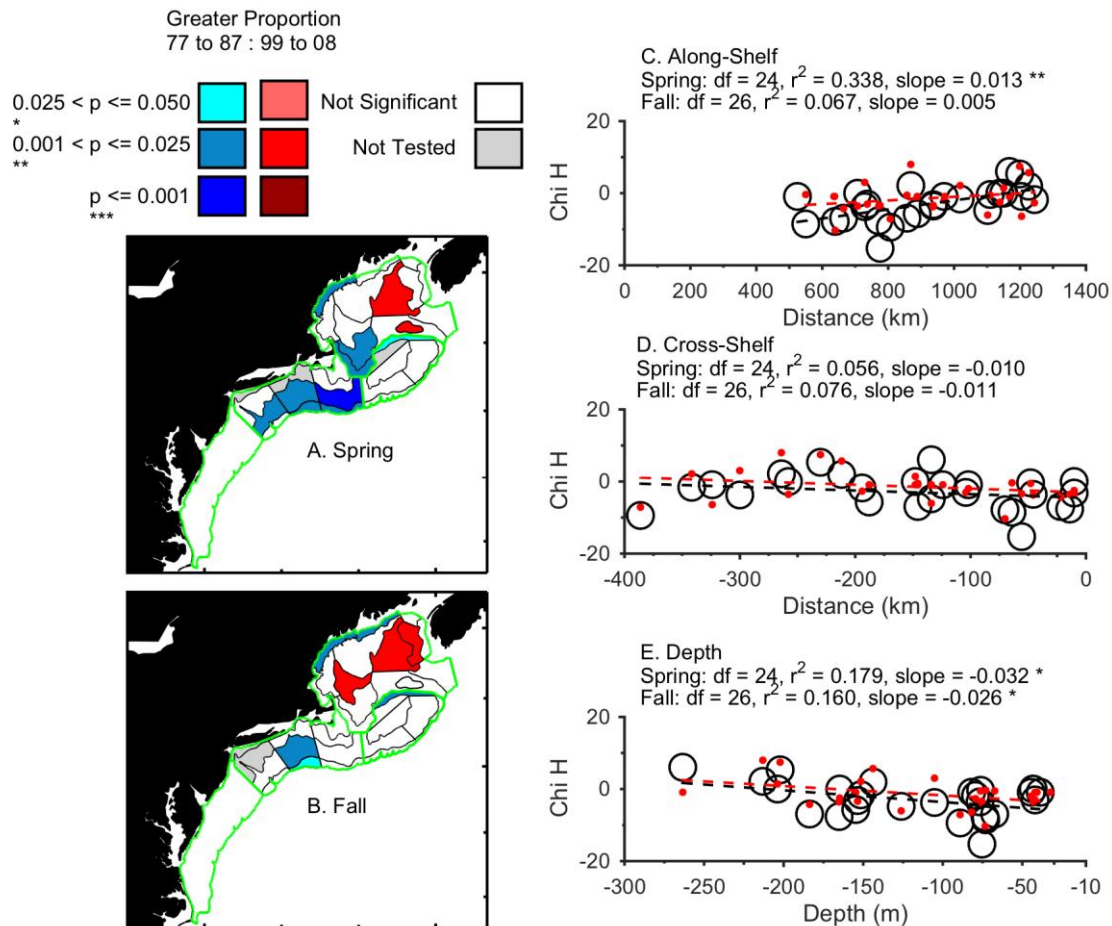 Greater Proportion
77 to 87 : 99 to 08
0.025 < p <= 0.050
*
0.001 < p <= 0.025
**
p <= 0.001
***
Not Significant
Not Tested
A. Spring
B. Fall
C. Along-Shelf
Spring: df = 24, r² = 0.338, slope = 0.013 **
Fall: df = 26, r² = 0.067, slope = 0.005
20
0
-20
Chi H
0 200 400 600 800 1000 1200 1400
Distance (km)
D. Cross-Shelf
Spring: df = 24, r² = 0.056, slope = -0.010
Fall: df = 26, r² = 0.076, slope = -0.011
20
0
-20
Chi H
-400 -300 -200 -100 0
Distance (km)
E. Depth
Spring: df = 24, r² = 0.179, slope = -0.032 *
Fall: df = 26, r² = 0.160, slope = -0.026 *
20
0
-20
Chi H
-300 -250 -200 -150 -100 -50 -10
Depth (m)